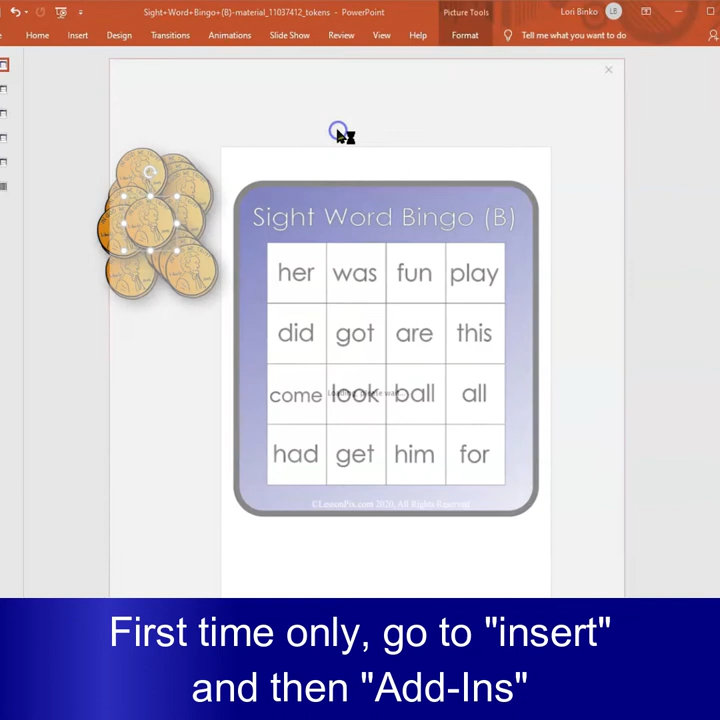 Sight+Word+Bingo+(B)-material_11037412_tokens - PowerPoint
Picture Tools
Lori Binko
LB
Home
Insert
Design
Transitions
Animations
Slide Show
Review
View
Help
Format
Tell me what you want to do
Sight Word Bingo (B)
her was fun play
did got are this
come look ball all
Loading, please wait...
had get him for
©LessonPix.com 2020, All Rights Reserved
First time only, go to "insert"
and then "Add-Ins"